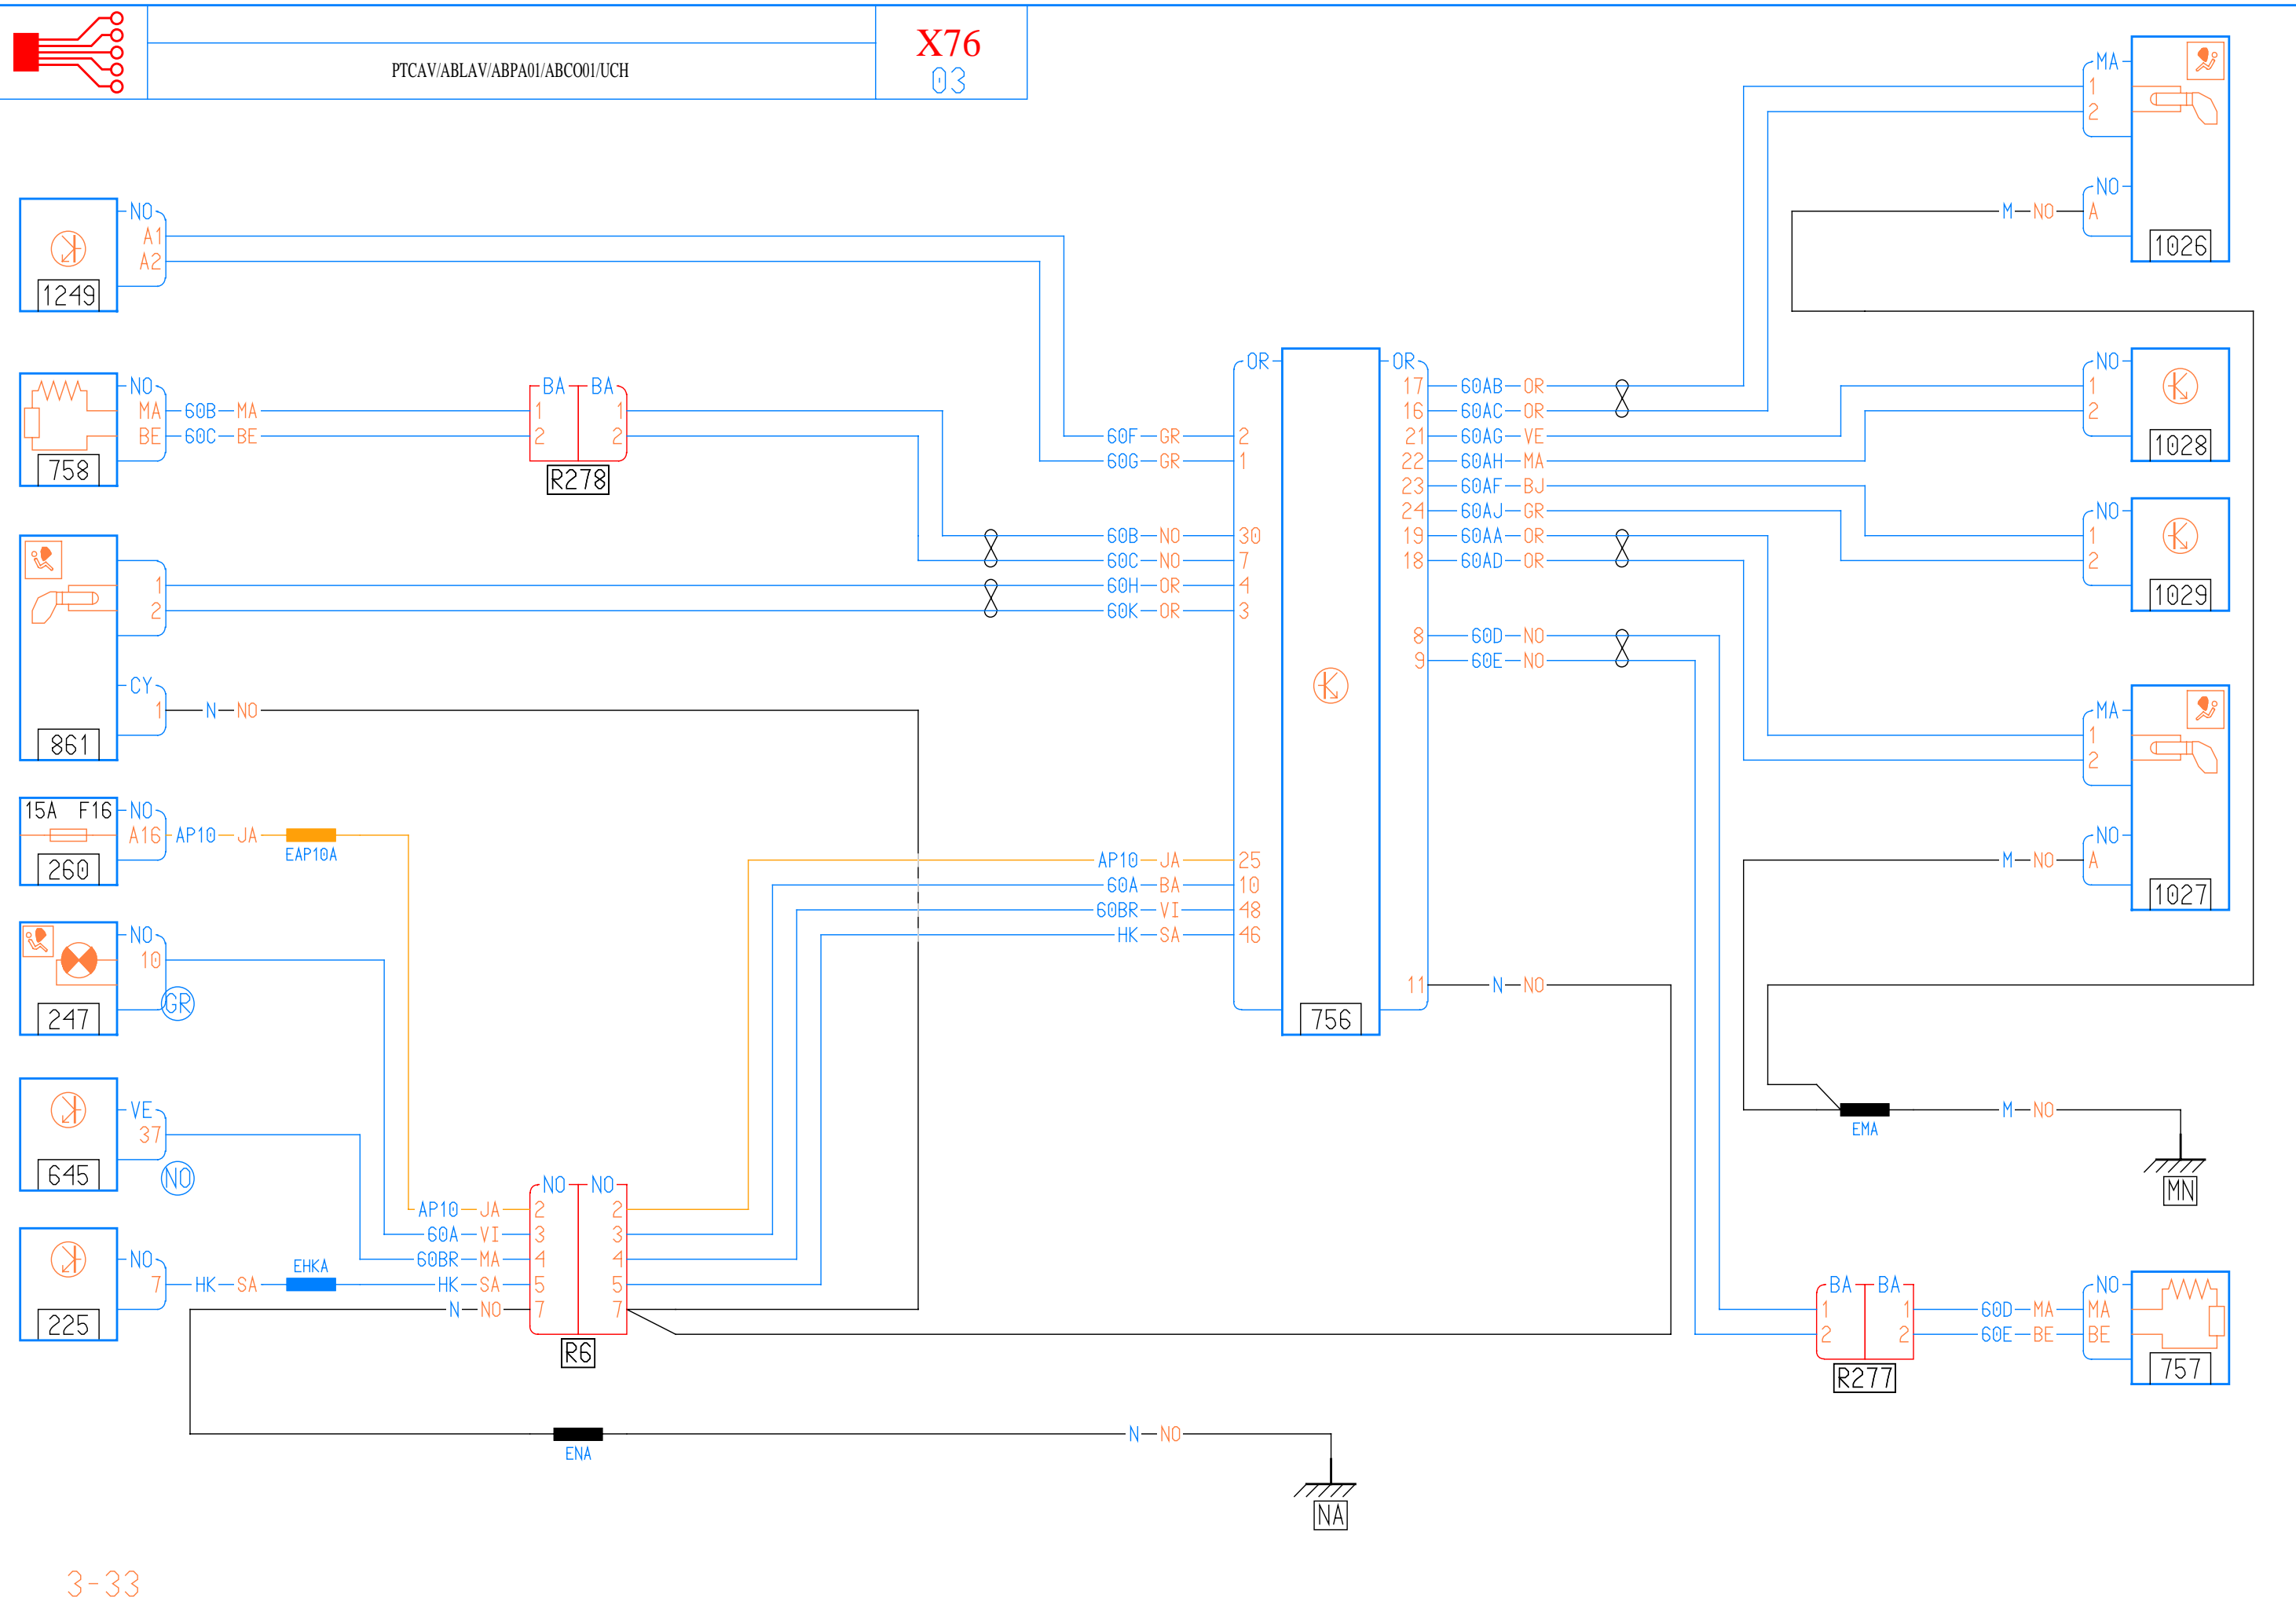 X76
PTCAV/ABLAV/ABPA01/ABCO01/UCH
03
NO
A1
A2
1249
NO
MA 60B MA
BE 60C BE
758
BA BA
1 1
2 2
R278
1
2
CY
1 N NO
861
15A F16 NO
A16 AP10 JA
EAP10A
260
NO
10
GR
247
VE
37
NO
645
NO
7 HK SA
EHKA
225
NO NO
AP10 JA 2 2
60A VI 3 3
60BR MA 4 4
HK SA 5 5
N NO 7 7
R6
ENA
N NO
NA
OR OR
60F GR 2
60G GR 1
60B NO 30
60C NO 7
60H OR 4
60K OR 3
AP10 JA 25
60A BA 10
60BR VI 48
HK SA 46
17 60AB OR
16 60AC OR
21 60AG VE
22 60AH MA
23 60AF BJ
24 60AJ GR
19 60AA OR
18 60AD OR
8 60D NO
9 60E NO
11 N NO
756
MA
1
2
NO
M NO A
1026
NO
1
2
1028
NO
1
2
1029
MA
1
2
NO
M NO A
1027
EMA
M NO
MN
BA BA
1 1
2 2
R277
NO
60D MA MA
60E BE BE
757
3-33